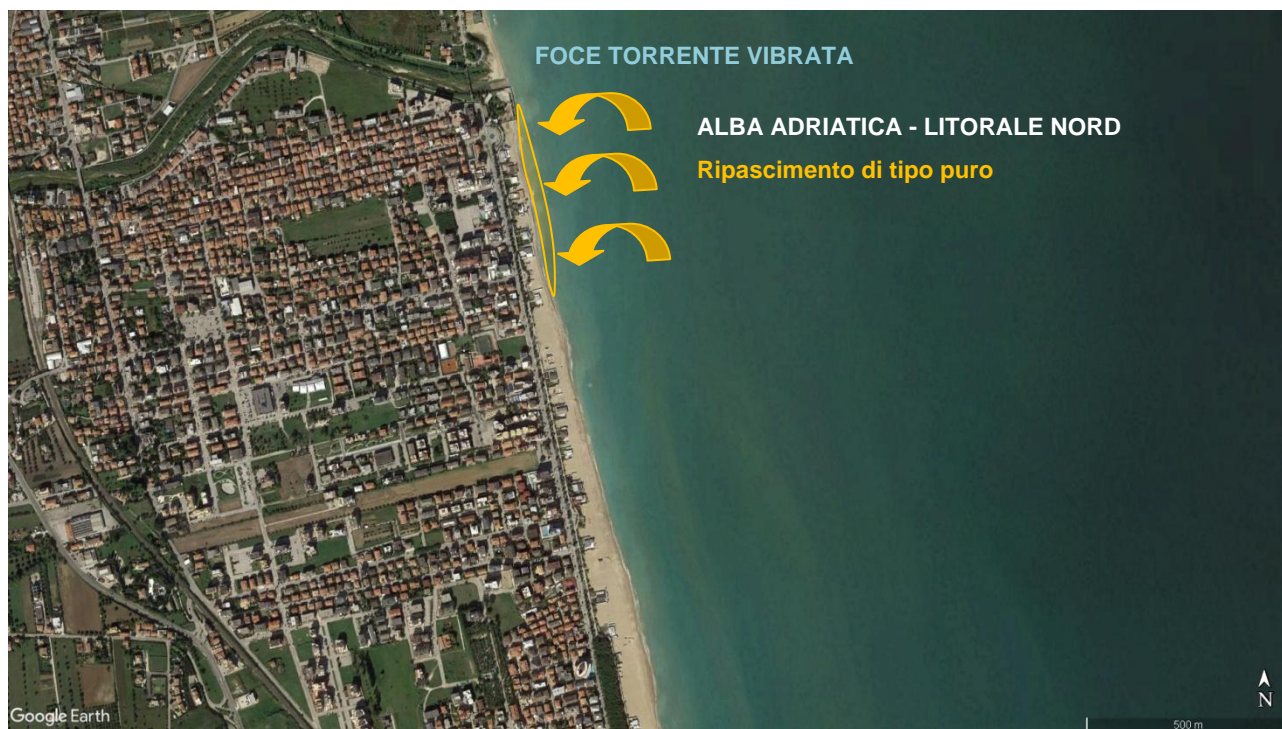 FOCE TORRENTE VIBRATA
ALBA ADRIATICA - LITORALE NORD
Ripascimento di tipo puro
Google Earth
N
500 m